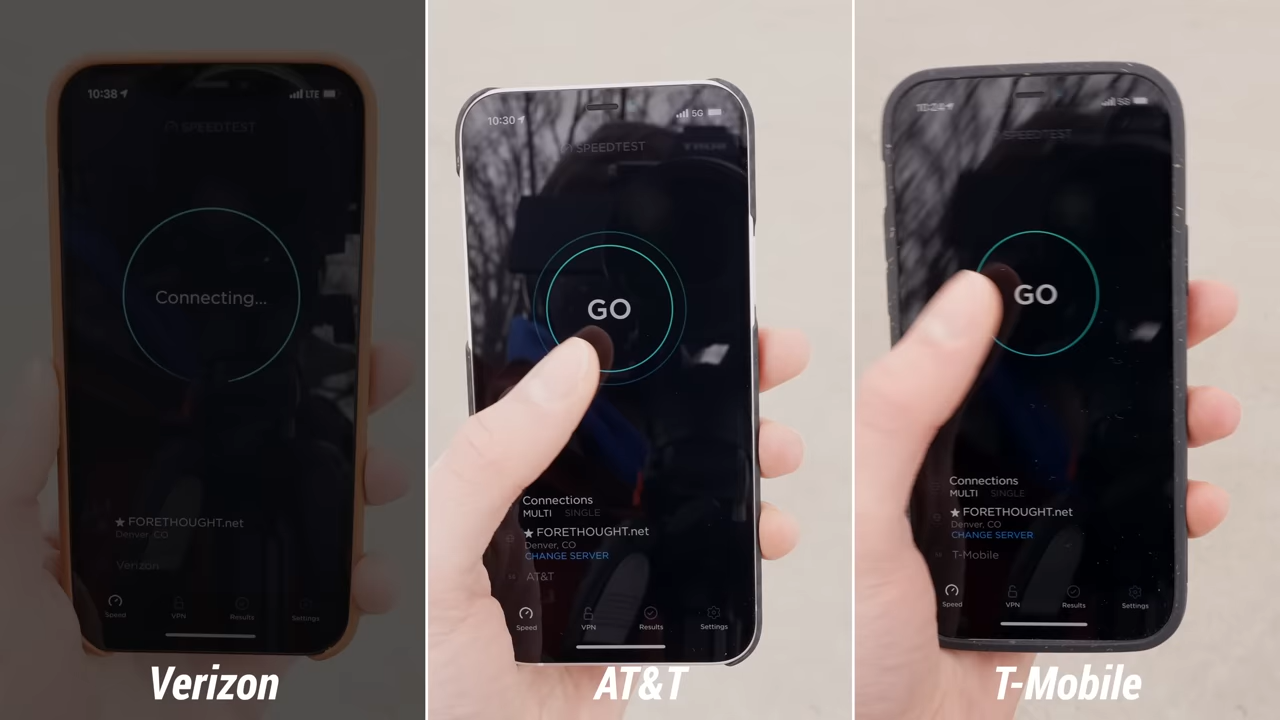 10:38
LTE
SPEEDTEST
Connecting...
FORETHOUGHT.net
Denver, CO
Verizon
Speed
VPN
Results
Settings
Verizon
10:30
5G
SPEEDTEST
GO
Connections
MULTI SINGLE
FORETHOUGHT.net
Denver, CO
CHANGE SERVER
AT&T
Speed
VPN
Results
Settings
AT&T
5G
SPEEDTEST
GO
Connections
MULTI SINGLE
FORETHOUGHT.net
Denver, CO
CHANGE SERVER
T-Mobile
Speed
VPN
Results
Settings
T-Mobile